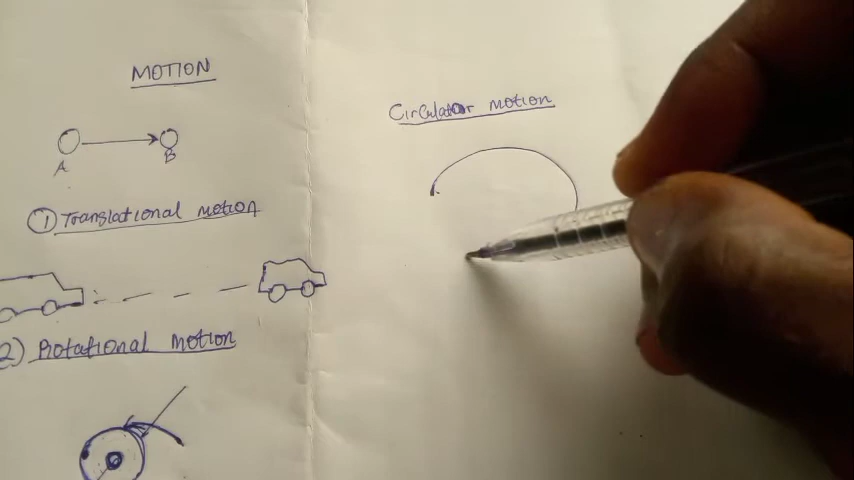 MOTION
A
B
① Translational motion
2) Rotational motion
Circulator motion